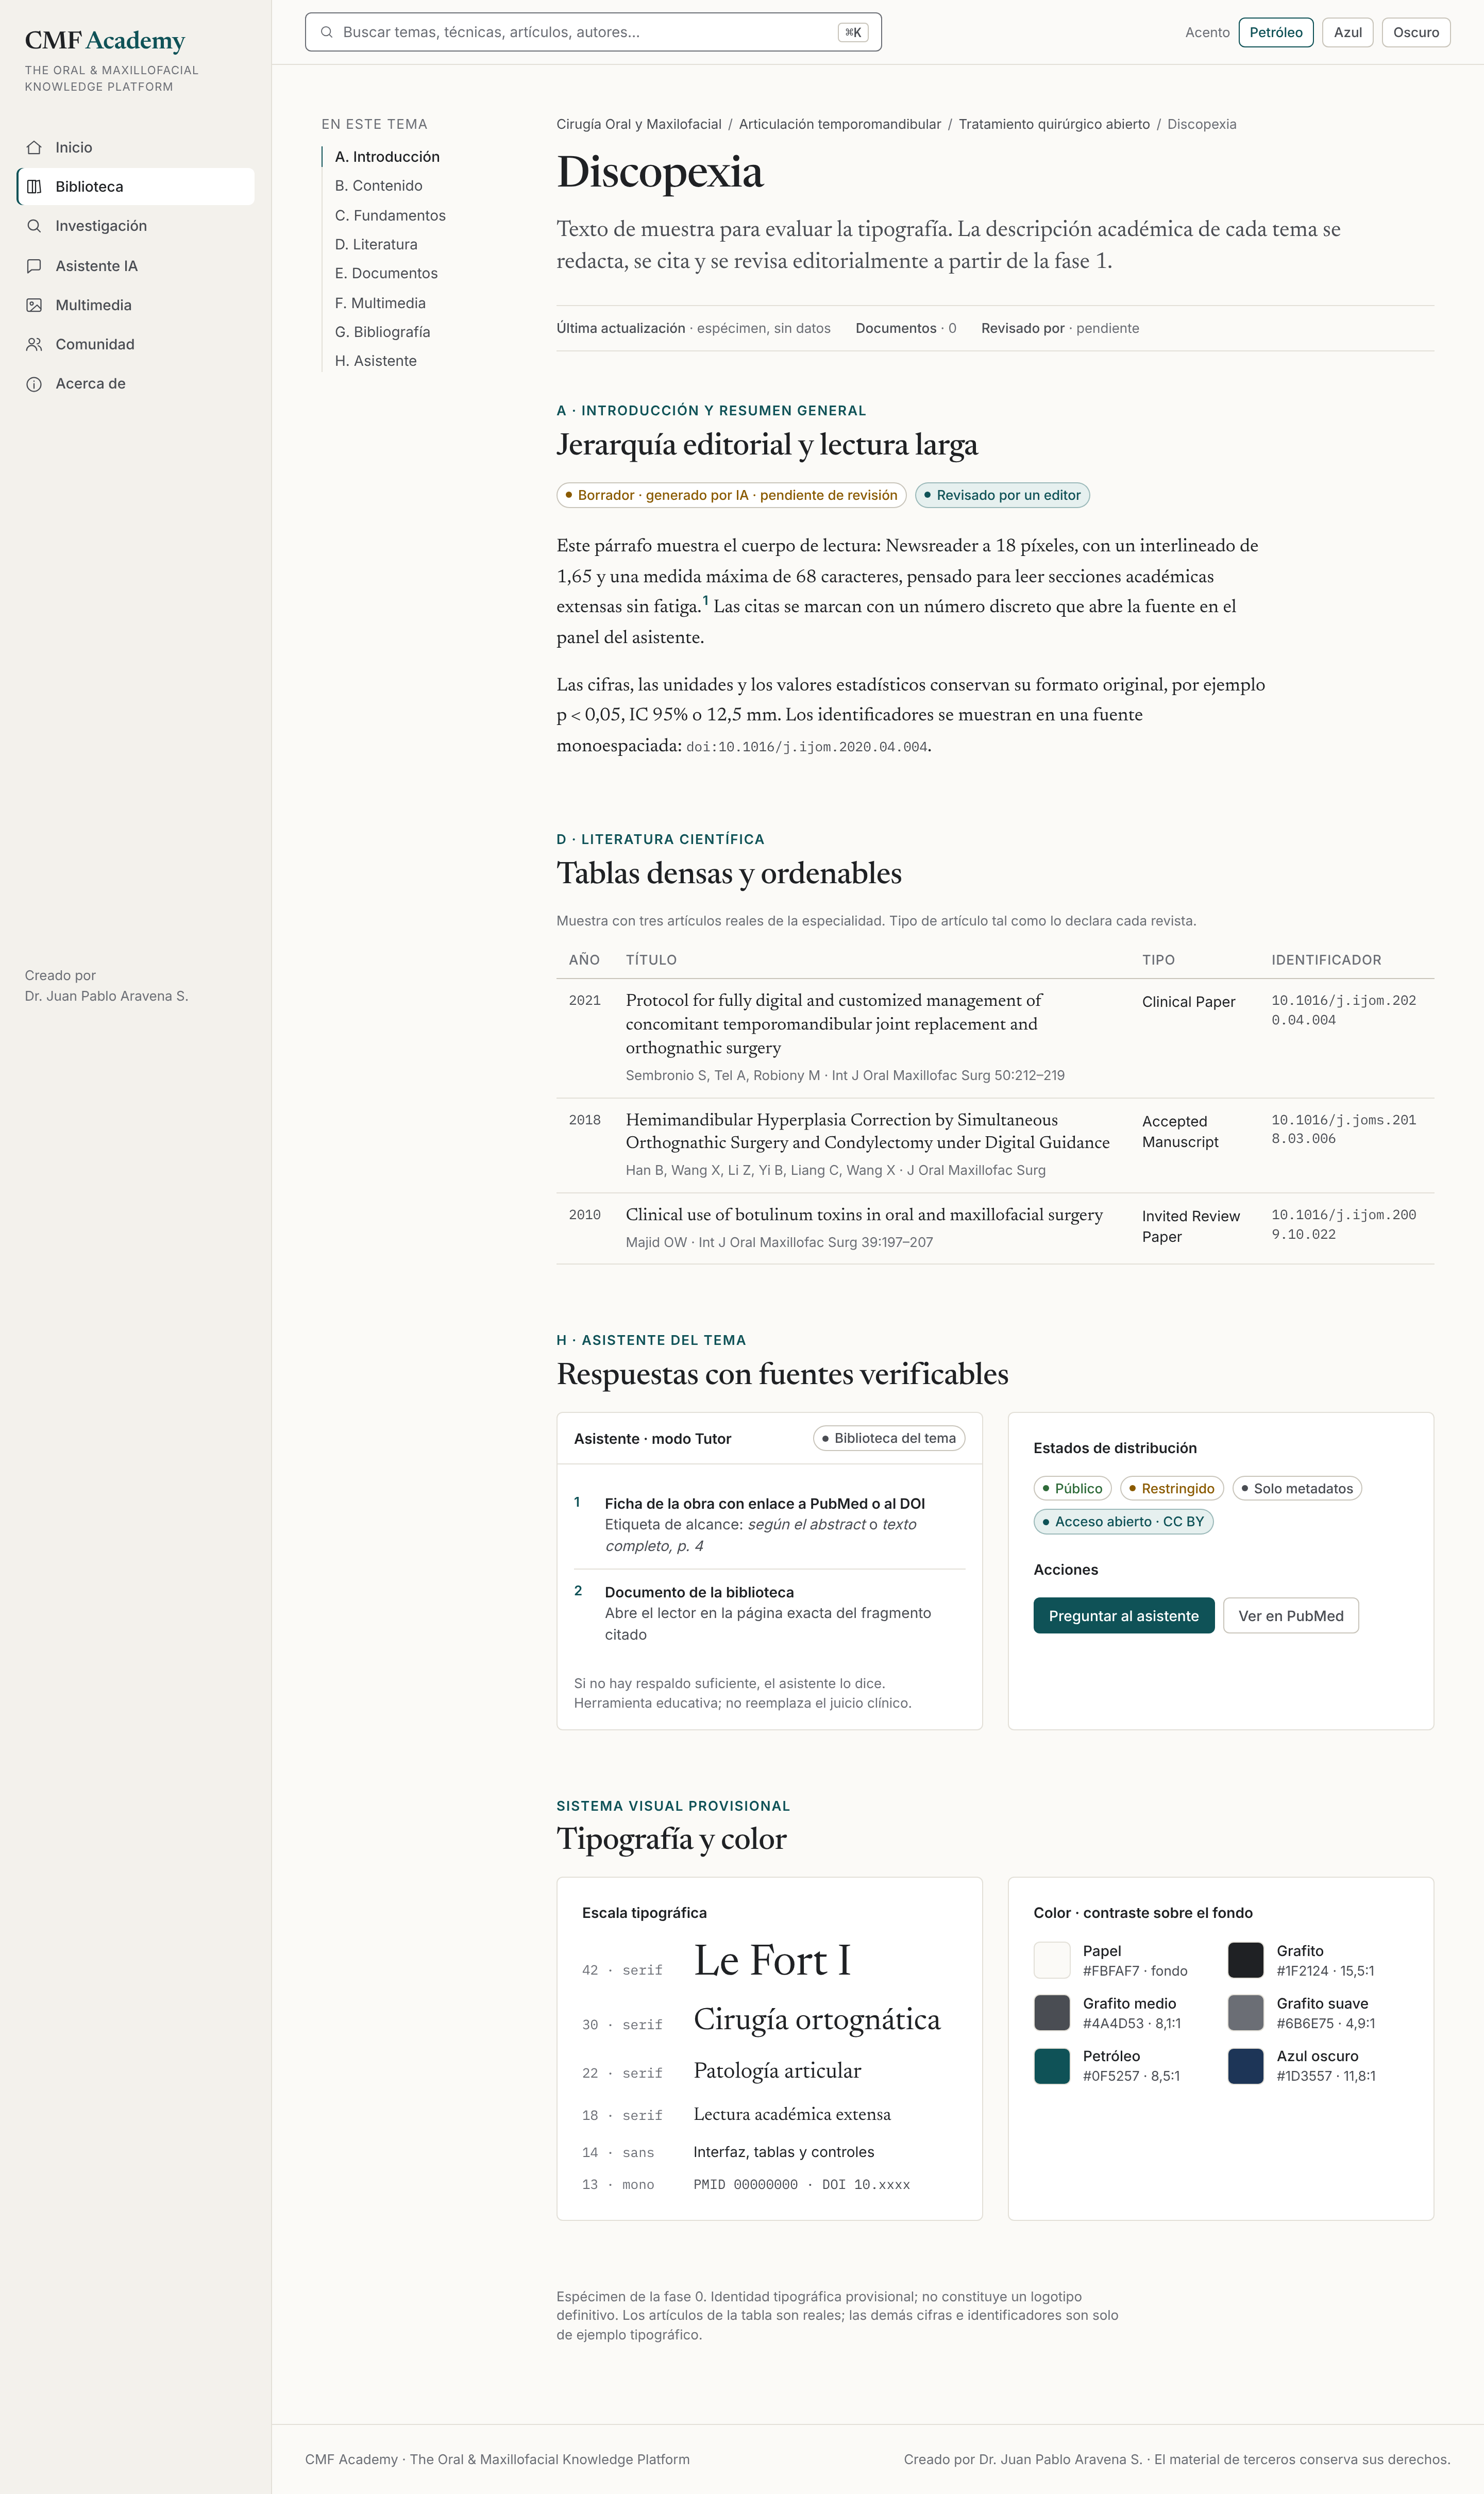 CMF Academy
THE ORAL & MAXILLOFACIAL
KNOWLEDGE PLATFORM
Inicio
Biblioteca
Investigación
Asistente IA
Multimedia
Comunidad
Acerca de
Creado por
Dr. Juan Pablo Aravena S.
Buscar temas, técnicas, artículos, autores...
⌘K
Acento
Petróleo
Azul
Oscuro
EN ESTE TEMA
A. Introducción
B. Contenido
C. Fundamentos
D. Literatura
E. Documentos
F. Multimedia
G. Bibliografía
H. Asistente
Cirugía Oral y Maxilofacial / Articulación temporomandibular / Tratamiento quirúrgico abierto / Discopexia
Discopexia
Texto de muestra para evaluar la tipografía. La descripción académica de cada tema se
redacta, se cita y se revisa editorialmente a partir de la fase 1.
Última actualización · espécimen, sin datos Documentos · 0 Revisado por · pendiente
A · INTRODUCCIÓN Y RESUMEN GENERAL
Jerarquía editorial y lectura larga
Borrador · generado por IA · pendiente de revisión
Revisado por un editor
Este párrafo muestra el cuerpo de lectura: Newsreader a 18 píxeles, con un interlineado de
1,65 y una medida máxima de 68 caracteres, pensado para leer secciones académicas
extensas sin fatiga.1 Las citas se marcan con un número discreto que abre la fuente en el
panel del asistente.
Las cifras, las unidades y los valores estadísticos conservan su formato original, por ejemplo
p < 0,05, IC 95% o 12,5 mm. Los identificadores se muestran en una fuente
monoespaciada: doi:10.1016/j.ijom.2020.04.004.
D · LITERATURA CIENTÍFICA
Tablas densas y ordenables
Muestra con tres artículos reales de la especialidad. Tipo de artículo tal como lo declara cada revista.
AÑO TÍTULO TIPO IDENTIFICADOR
2021
Protocol for fully digital and customized management of
concomitant temporomandibular joint replacement and
orthognathic surgery
Sembronio S, Tel A, Robiony M · Int J Oral Maxillofac Surg 50:212–219
Clinical Paper
10.1016/j.ijom.202
0.04.004
2018
Hemimandibular Hyperplasia Correction by Simultaneous
Orthognathic Surgery and Condylectomy under Digital Guidance
Han B, Wang X, Li Z, Yi B, Liang C, Wang X · J Oral Maxillofac Surg
Accepted
Manuscript
10.1016/j.joms.201
8.03.006
2010
Clinical use of botulinum toxins in oral and maxillofacial surgery
Majid OW · Int J Oral Maxillofac Surg 39:197–207
Invited Review
Paper
10.1016/j.ijom.200
9.10.022
H · ASISTENTE DEL TEMA
Respuestas con fuentes verificables
Asistente · modo Tutor
Biblioteca del tema
1
Ficha de la obra con enlace a PubMed o al DOI
Etiqueta de alcance: según el abstract o texto
completo, p. 4
2
Documento de la biblioteca
Abre el lector en la página exacta del fragmento
citado
Si no hay respaldo suficiente, el asistente lo dice.
Herramienta educativa; no reemplaza el juicio clínico.
Estados de distribución
Público
Restringido
Solo metadatos
Acceso abierto · CC BY
Acciones
Preguntar al asistente
Ver en PubMed
SISTEMA VISUAL PROVISIONAL
Tipografía y color
Escala tipográfica
42 · serif Le Fort I
30 · serif Cirugía ortognática
22 · serif Patología articular
18 · serif Lectura académica extensa
14 · sans Interfaz, tablas y controles
13 · mono PMID 00000000 · DOI 10.xxxx
Color · contraste sobre el fondo
Papel
#FBFAF7 · fondo
Grafito
#1F2124 · 15,5:1
Grafito medio
#4A4D53 · 8,1:1
Grafito suave
#6B6E75 · 4,9:1
Petróleo
#0F5257 · 8,5:1
Azul oscuro
#1D3557 · 11,8:1
Espécimen de la fase 0. Identidad tipográfica provisional; no constituye un logotipo
definitivo. Los artículos de la tabla son reales; las demás cifras e identificadores son solo
de ejemplo tipográfico.
CMF Academy · The Oral & Maxillofacial Knowledge Platform
Creado por Dr. Juan Pablo Aravena S. · El material de terceros conserva sus derechos.